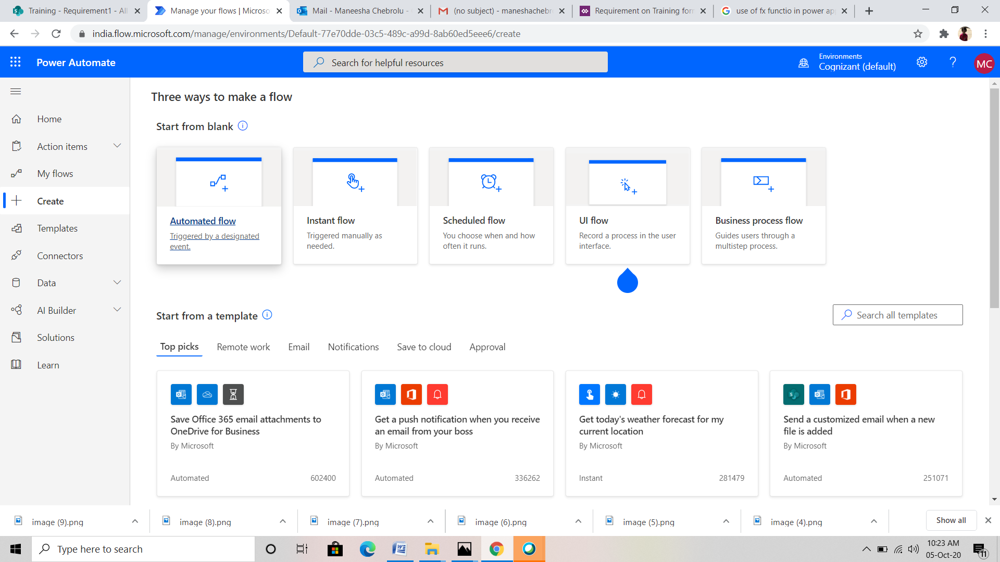 Training - Requirement1 - All
Manage your flows | Microso
Mail - Maneesha Chebrolu -
(no subject) - maneshachebr
Requirement on Training for
use of fx functio in power ap
india.flow.microsoft.com/manage/environments/Default-77e70dde-03c5-489c-a99d-8ab60ed5eee6/create
Power Automate
Search for helpful resources
Environments
Cognizant (default)
MC
Home
Action items
My flows
Create
Templates
Connectors
Data
AI Builder
Solutions
Learn
Three ways to make a flow
Start from blank
Automated flow
Triggered by a designated
event.
Instant flow
Triggered manually as
needed.
Scheduled flow
You choose when and how
often it runs.
UI flow
Record a process in the user
interface.
Business process flow
Guides users through a
multistep process.
Start from a template
Search all templates
Top picks
Remote work
Email
Notifications
Save to cloud
Approval
Save Office 365 email attachments to
OneDrive for Business
By Microsoft
Automated
602400
Get a push notification when you receive
an email from your boss
By Microsoft
Automated
336262
Get today's weather forecast for my
current location
By Microsoft
Instant
281479
Send a customized email when a new
file is added
By Microsoft
Automated
251071
image (9).png
image (8).png
image (7).png
image (6).png
image (5).png
image (4).png
Show all
Type here to search
10:23 AM
05-Oct-20
11